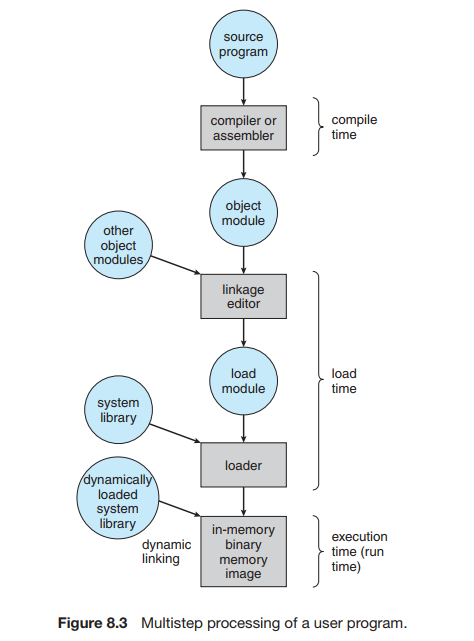 source
program
compiler or
assembler
compile
time
object
module
other
object
modules
linkage
editor
load
module
load
time
system
library
loader
dynamically
loaded
system
library
dynamic
linking
in-memory
binary
memory
image
execution
time (run
time)
Figure 8.3 Multistep processing of a user program.